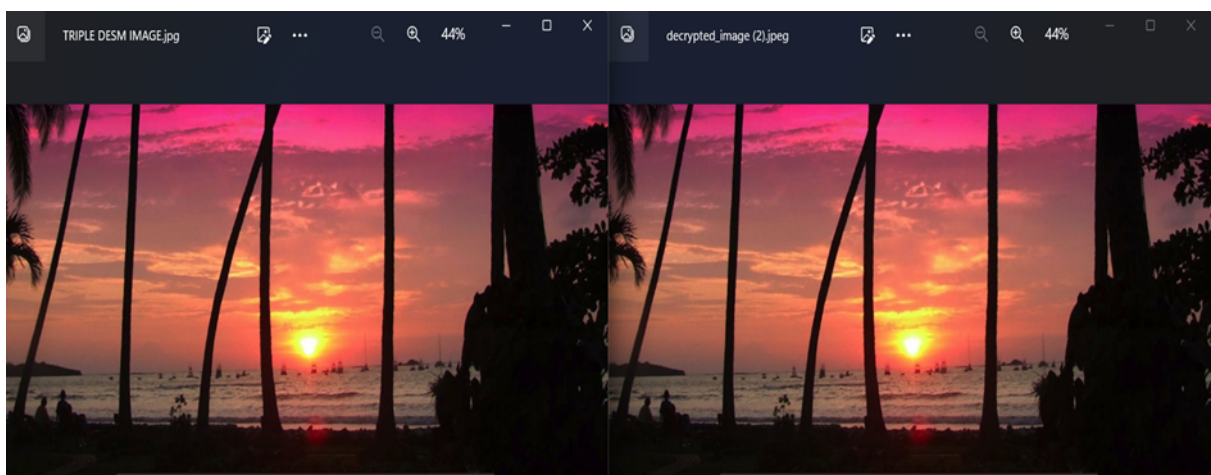 TRIPLE DESM IMAGE.jpg ••• 44%
decrypted_image (2).jpeg ••• 44%